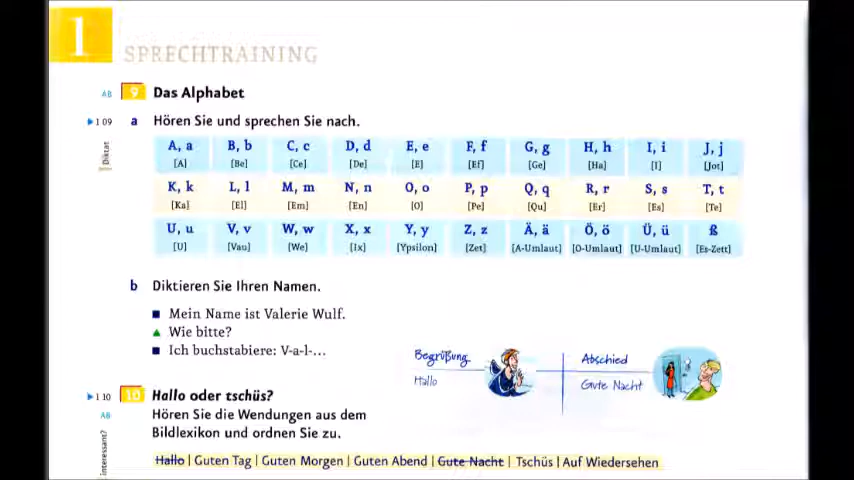 1
SPRECHTRAINING
AB 9 Das Alphabet
▶1 09 a Hören Sie und sprechen Sie nach.
Diktat
A, a B, b C, c D, d E, e F, f G, g H, h I, i J, j
[A] [Be] [Ce] [De] [E] [Ef] [Ge] [Ha] [I] [Jot]
K, k L, l M, m N, n O, o P, p Q, q R, r S, s T, t
[Ka] [El] [Em] [En] [O] [Pe] [Qu] [Er] [Es] [Te]
U, u V, v W, w X, x Y, y Z, z Ä, ä Ö, ö Ü, ü ß
[U] [Vau] [We] [Ix] [Ypsilon] [Zet] [A-Umlaut] [O-Umlaut] [U-Umlaut] [Es-Zett]
b Diktieren Sie Ihren Namen.
■ Mein Name ist Valerie Wulf.
▲ Wie bitte?
■ Ich buchstabiere: V-a-l-...
Begrüßung Abschied
Hallo Gute Nacht
▶1 10 10 Hallo oder tschüs?
AB Hören Sie die Wendungen aus dem
Bildlexikon und ordnen Sie zu.
interessant?
Hallo | Guten Tag | Guten Morgen | Guten Abend | Gute Nacht | Tschüs | Auf Wiedersehen